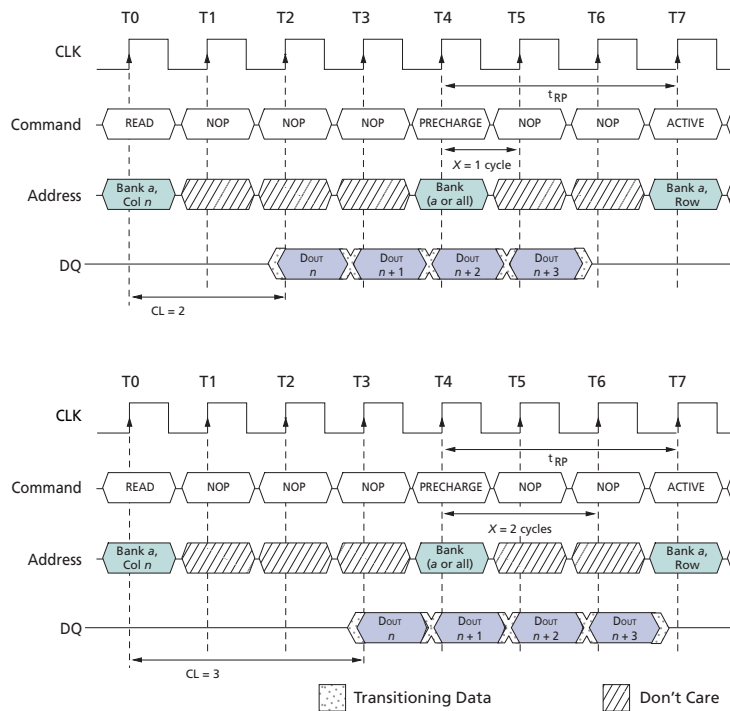 T0 T1 T2 T3 T4 T5 T6 T7
CLK
tRP
Command READ NOP NOP NOP PRECHARGE NOP NOP ACTIVE
X = 1 cycle
Address Bank a, Col n Bank (a or all) Bank a, Row
DQ DOUT n DOUT n + 1 DOUT n + 2 DOUT n + 3
CL = 2
T0 T1 T2 T3 T4 T5 T6 T7
CLK
tRP
Command READ NOP NOP NOP PRECHARGE NOP NOP ACTIVE
X = 2 cycles
Address Bank a, Col n Bank (a or all) Bank a, Row
DQ DOUT n DOUT n + 1 DOUT n + 2 DOUT n + 3
CL = 3
Transitioning Data Don't Care